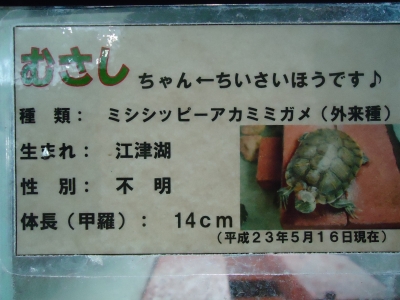 むさし ちゃん←ちいさいほうです♪
種 類： ミシシッピーアカミミガメ（外来種）
生まれ： 江津湖
性 別： 不 明
体長（甲羅）： 14cm
（平成23年5月16日現在）